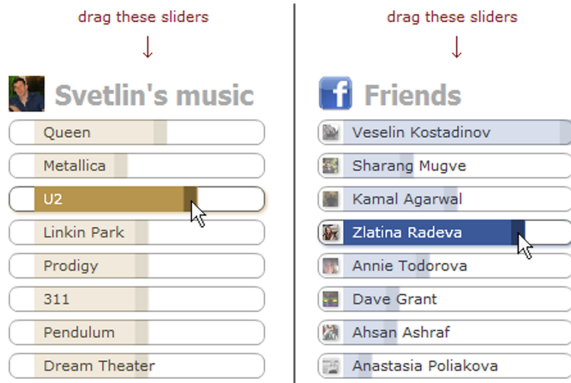 drag these sliders
Svetlin's music
Queen
Metallica
U2
Linkin Park
Prodigy
311
Pendulum
Dream Theater
drag these sliders
Friends
Veselin Kostadinov
Sharang Mugve
Kamal Agarwal
Zlatina Radeva
Annie Todorova
Dave Grant
Ahsan Ashraf
Anastasia Poliakova